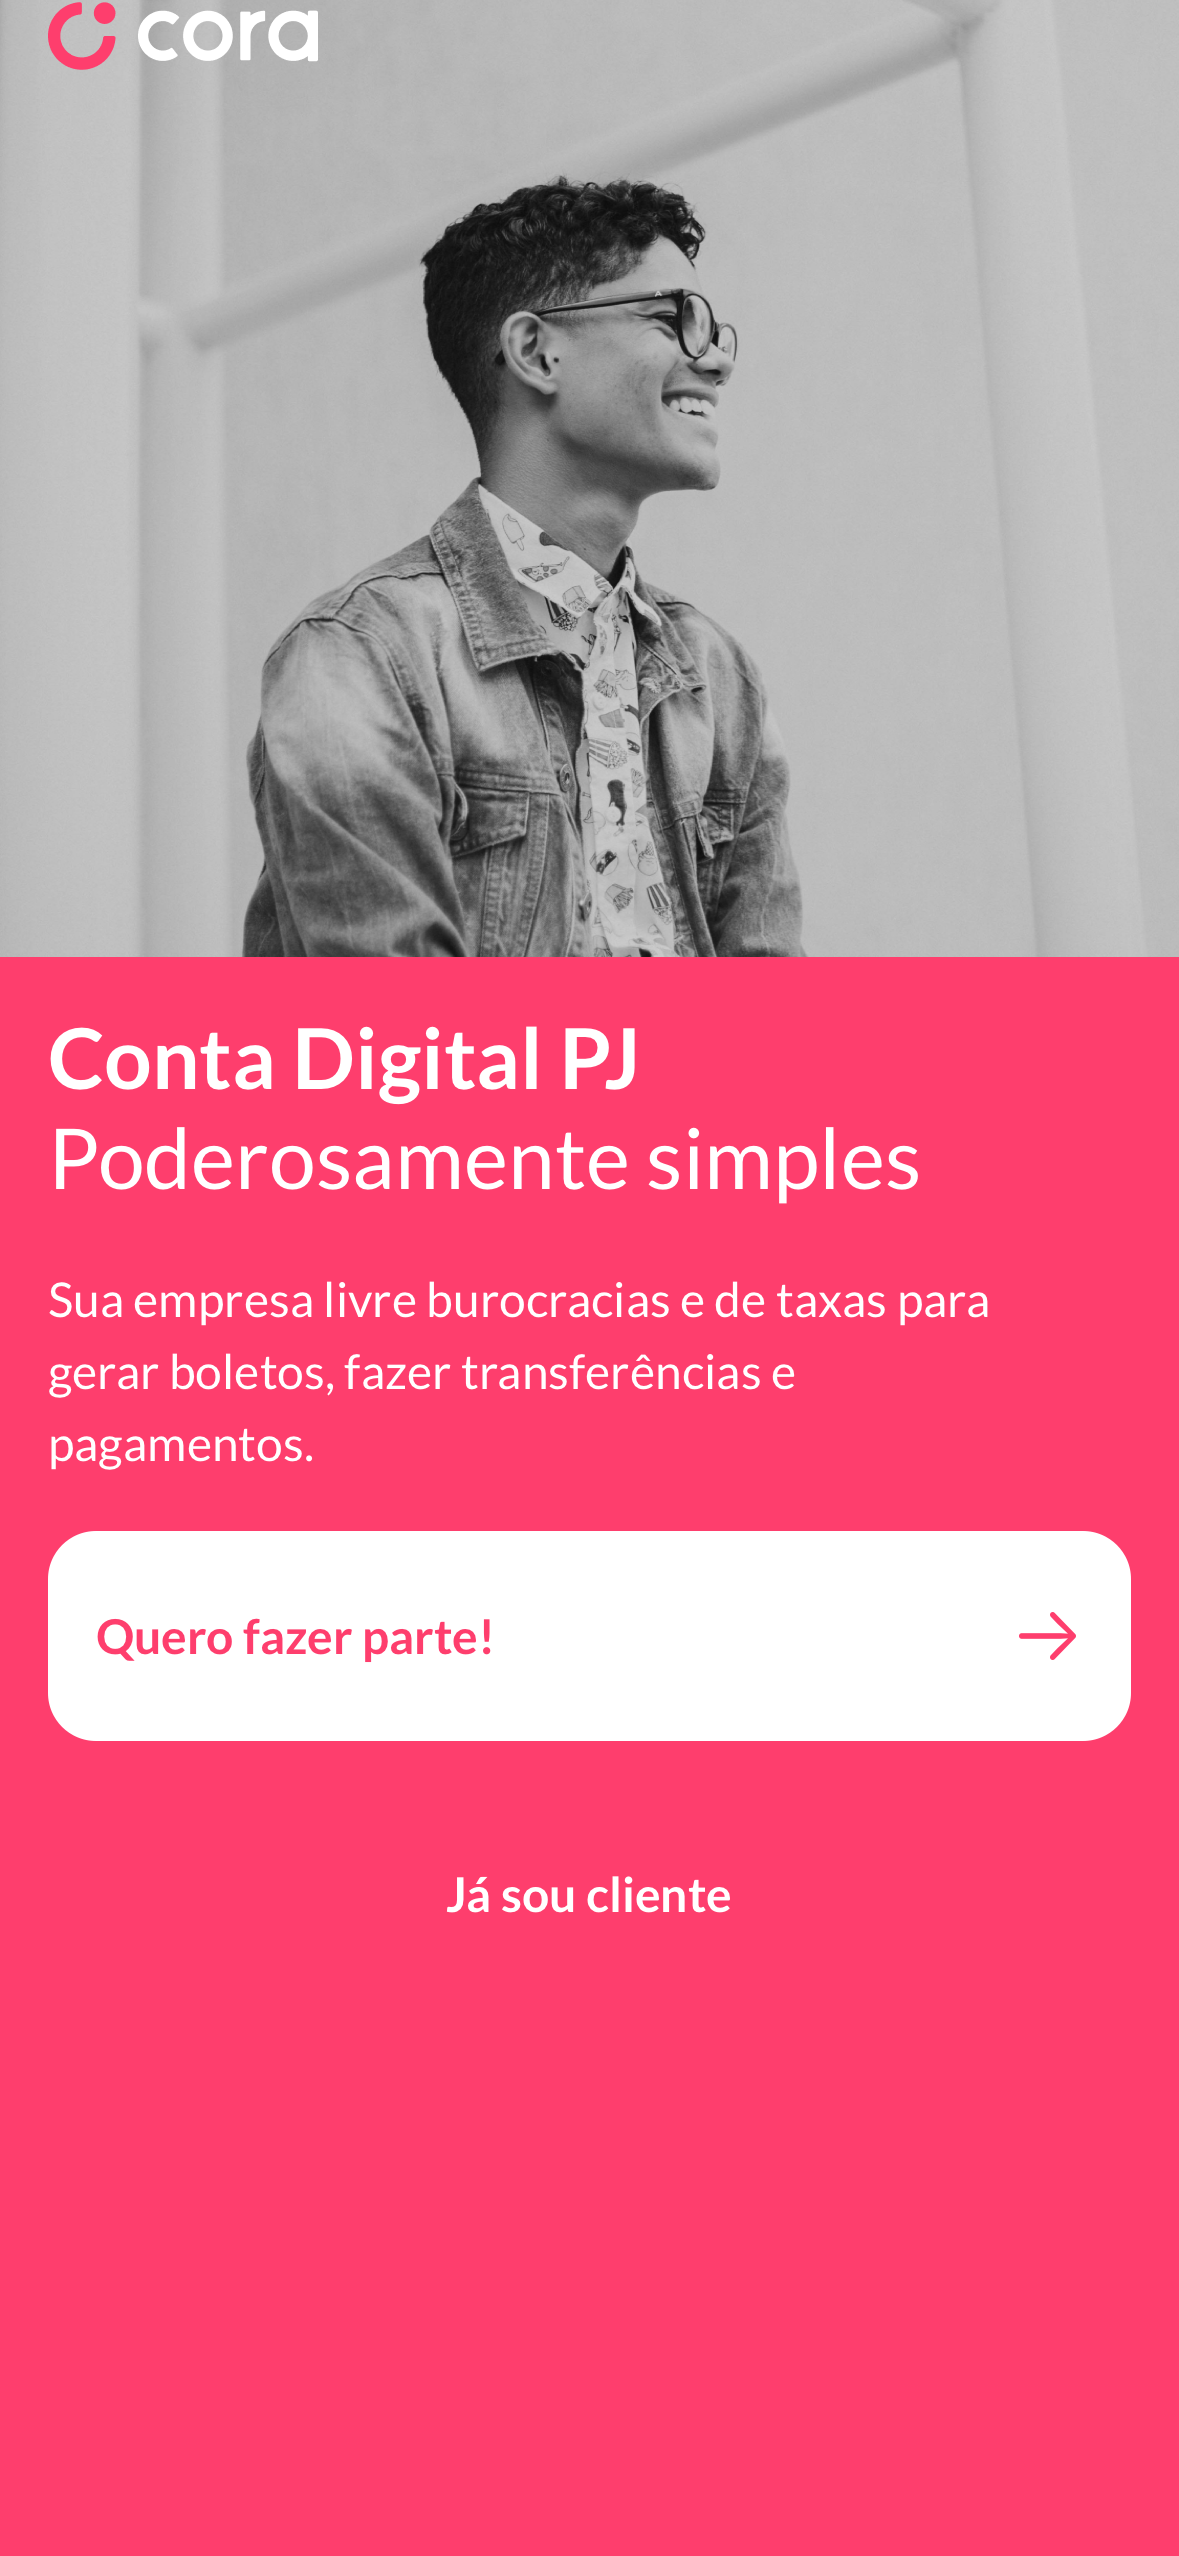 cora
Conta Digital PJ
Poderosamente simples
Sua empresa livre burocracias e de taxas para
gerar boletos, fazer transferências e
pagamentos.
Quero fazer parte!
Já sou cliente